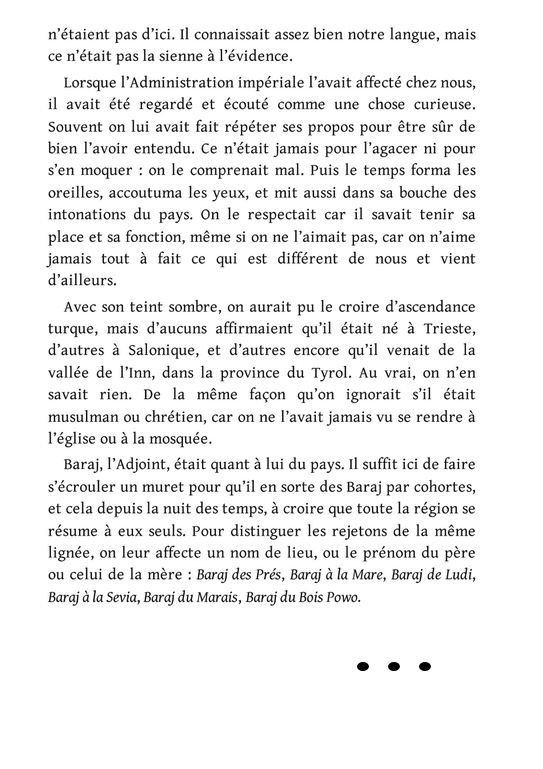 n’étaient pas d’ici. Il connaissait assez bien notre langue, mais
ce n’était pas la sienne à l’évidence.
Lorsque l’Administration impériale l’avait affecté chez nous,
il avait été regardé et écouté comme une chose curieuse.
Souvent on lui avait fait répéter ses propos pour être sûr de
bien l’avoir entendu. Ce n’était jamais pour l’agacer ni pour
s’en moquer : on le comprenait mal. Puis le temps forma les
oreilles, accoutuma les yeux, et mit aussi dans sa bouche des
intonations du pays. On le respectait car il savait tenir sa
place et sa fonction, même si on ne l’aimait pas, car on n’aime
jamais tout à fait ce qui est différent de nous et vient
d’ailleurs.
Avec son teint sombre, on aurait pu le croire d’ascendance
turque, mais d’aucuns affirmaient qu’il était né à Trieste,
d’autres à Salonique, et d’autres encore qu’il venait de la
vallée de l’Inn, dans la province du Tyrol. Au vrai, on n’en
savait rien. De la même façon qu’on ignorait s’il était
musulman ou chrétien, car on ne l’avait jamais vu se rendre à
l’église ou à la mosquée.
Baraj, l’Adjoint, était quant à lui du pays. Il suffit ici de faire
s’écrouler un muret pour qu’il en sorte des Baraj par cohortes,
et cela depuis la nuit des temps, à croire que toute la région se
résume à eux seuls. Pour distinguer les rejetons de la même
lignée, on leur affecte un nom de lieu, ou le prénom du père
ou celui de la mère : Baraj des Prés, Baraj à la Mare, Baraj de Ludi,
Baraj à la Sevia, Baraj du Marais, Baraj du Bois Powo.